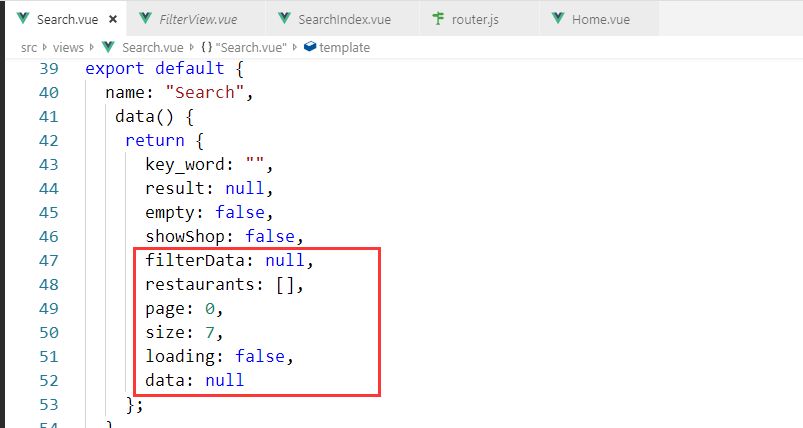 Search.vue × FilterView.vue SearchIndex.vue router.js Home.vue
src views Search.vue {} "Search.vue" template
39 export default {
40 name: "Search",
41 data() {
42 return {
43 key_word: "",
44 result: null,
45 empty: false,
46 showShop: false,
47 filterData: null,
48 restaurants: [],
49 page: 0,
50 size: 7,
51 loading: false,
52 data: null
53 };
54 }